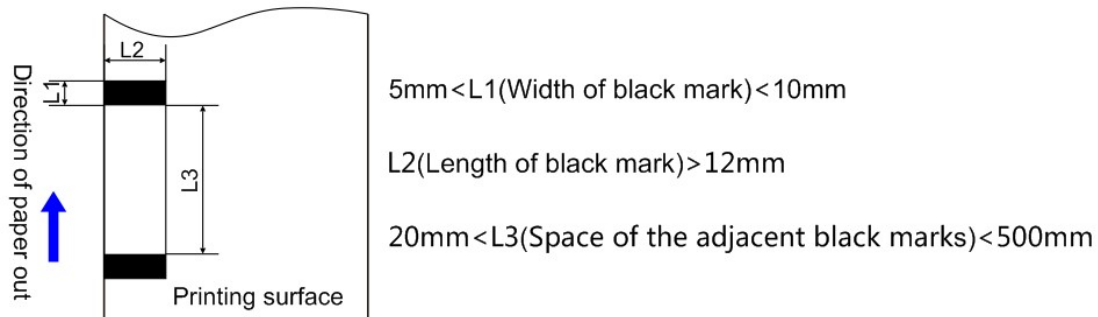 L2
L1
5mm<L1(Width of black mark)<10mm
Direction of paper out
L2(Length of black mark)>12mm
L3
20mm<L3(Space of the adjacent black marks)<500mm
Printing surface